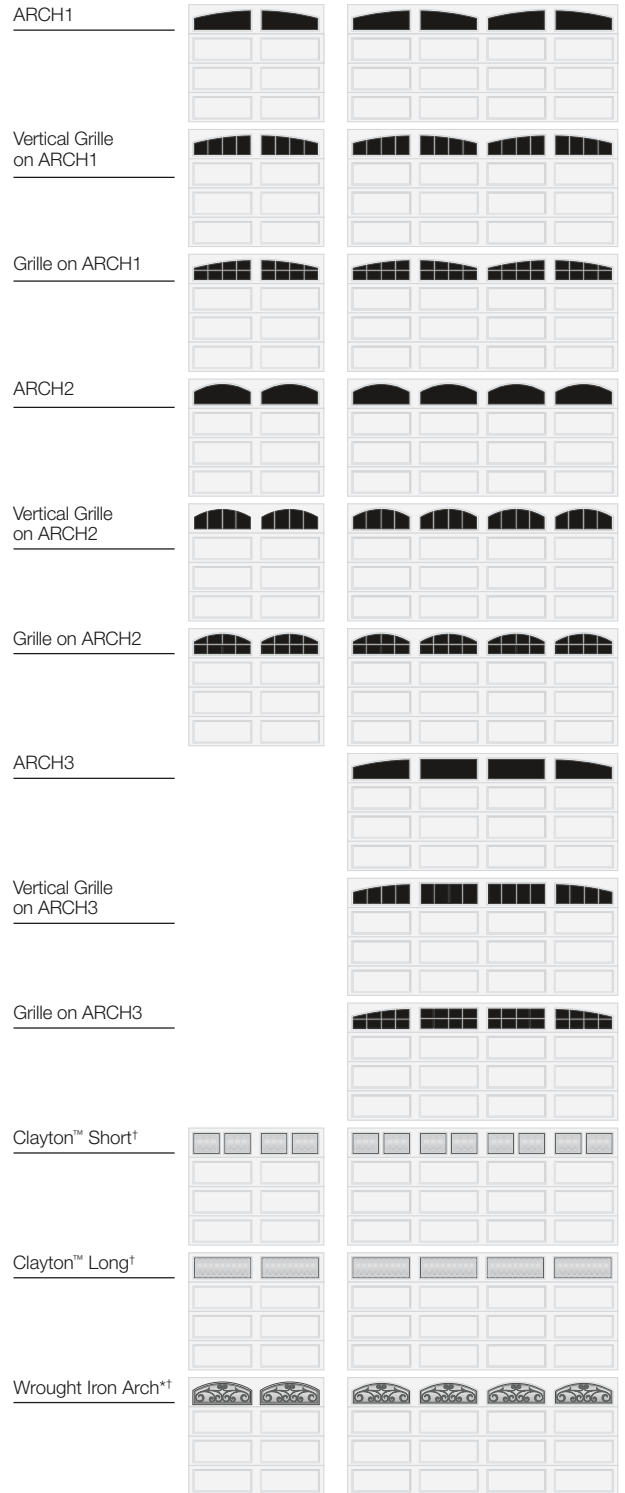 ARCH1
Vertical Grille
on ARCH1
Grille on ARCH1
ARCH2
Vertical Grille
on ARCH2
Grille on ARCH2
ARCH3
Vertical Grille
on ARCH3
Grille on ARCH3
Clayton™ Short†
Clayton™ Long†
Wrought Iron Arch*†